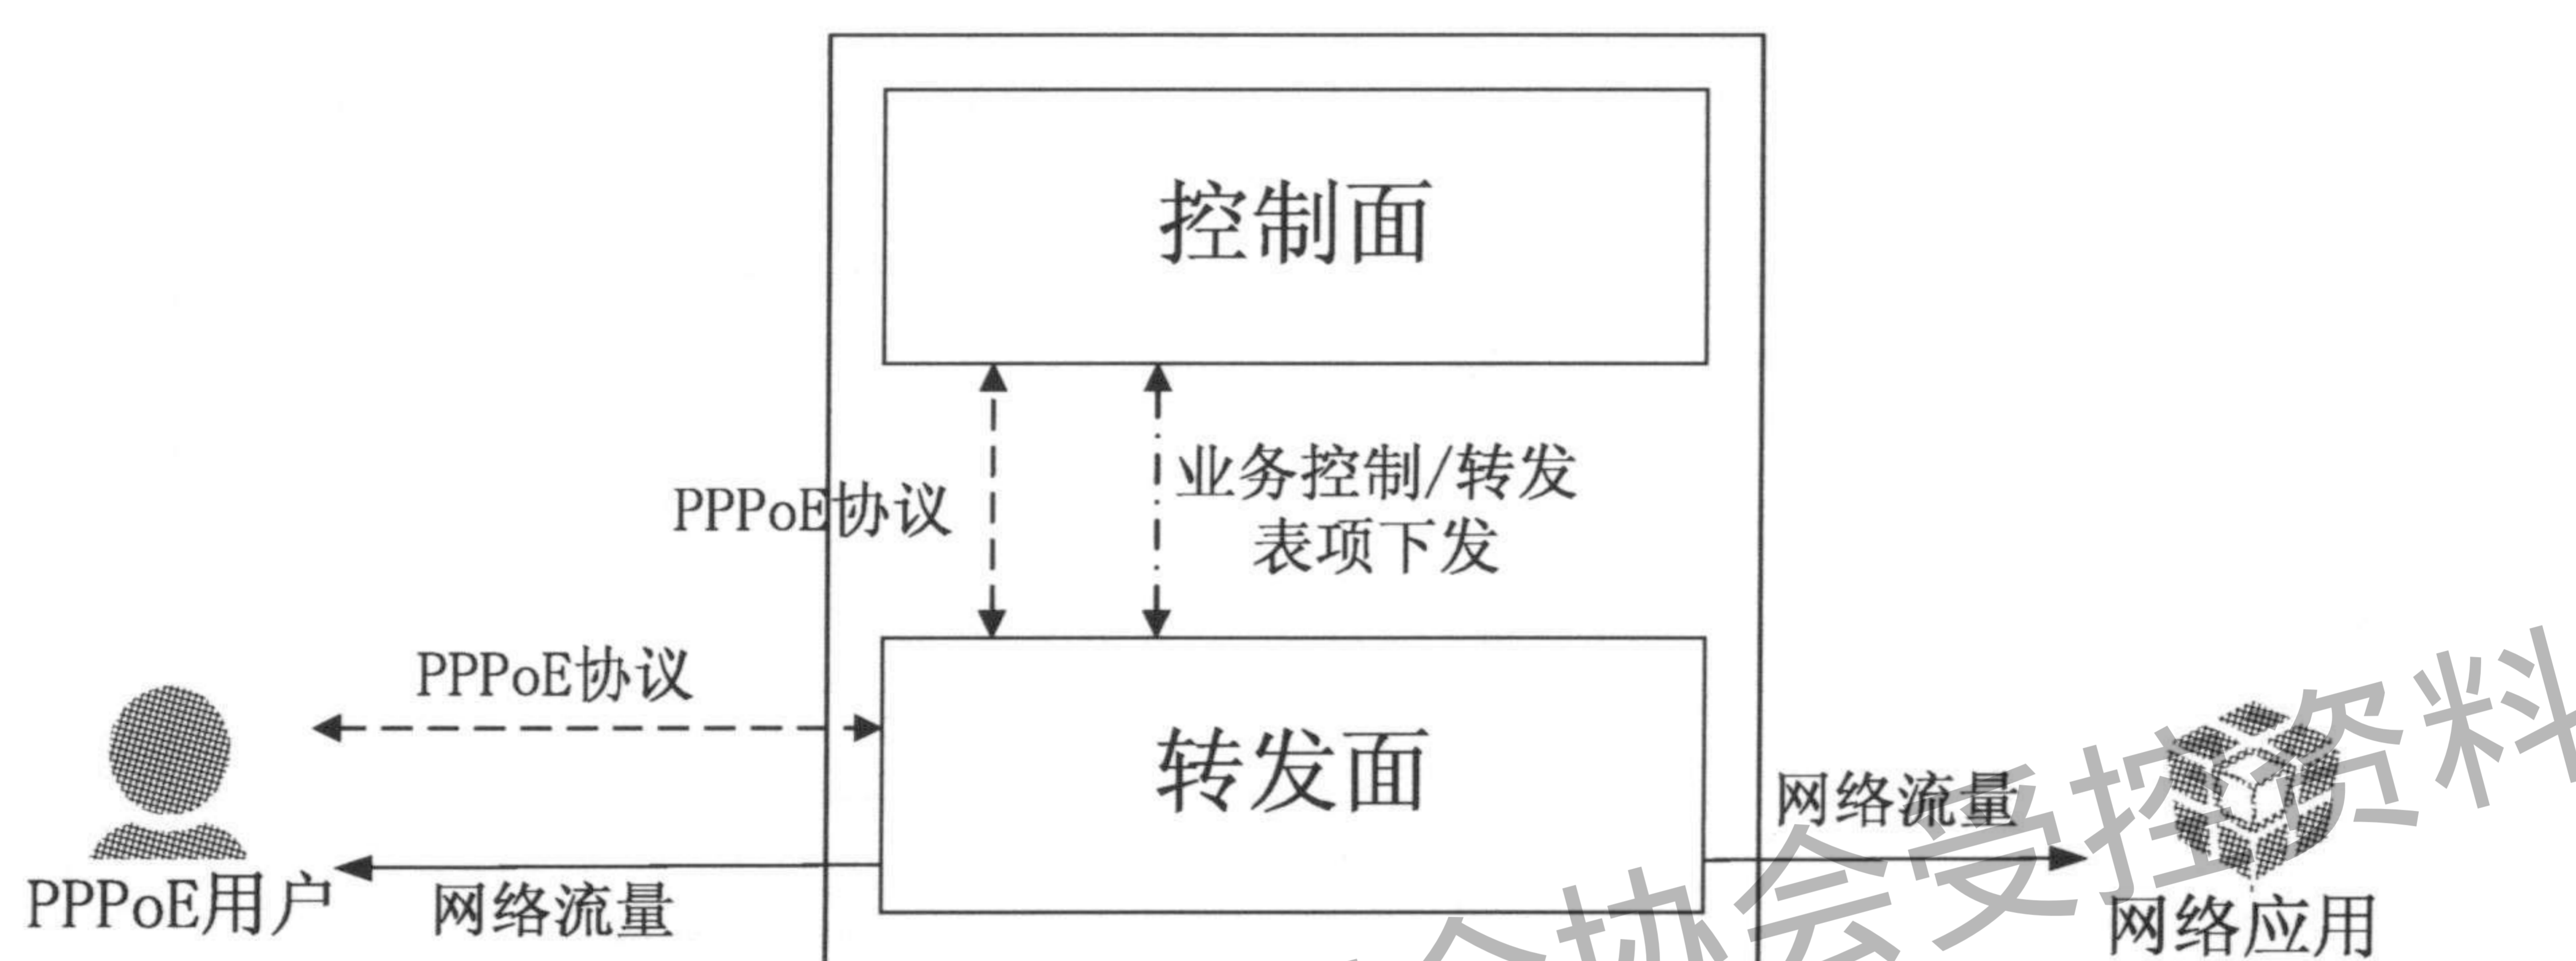 控制面
PPPoE协议
业务控制/转发
表项下发
PPPoE协议
转发面
网络流量
PPPoE用户
网络流量
网络应用
协会受控资料